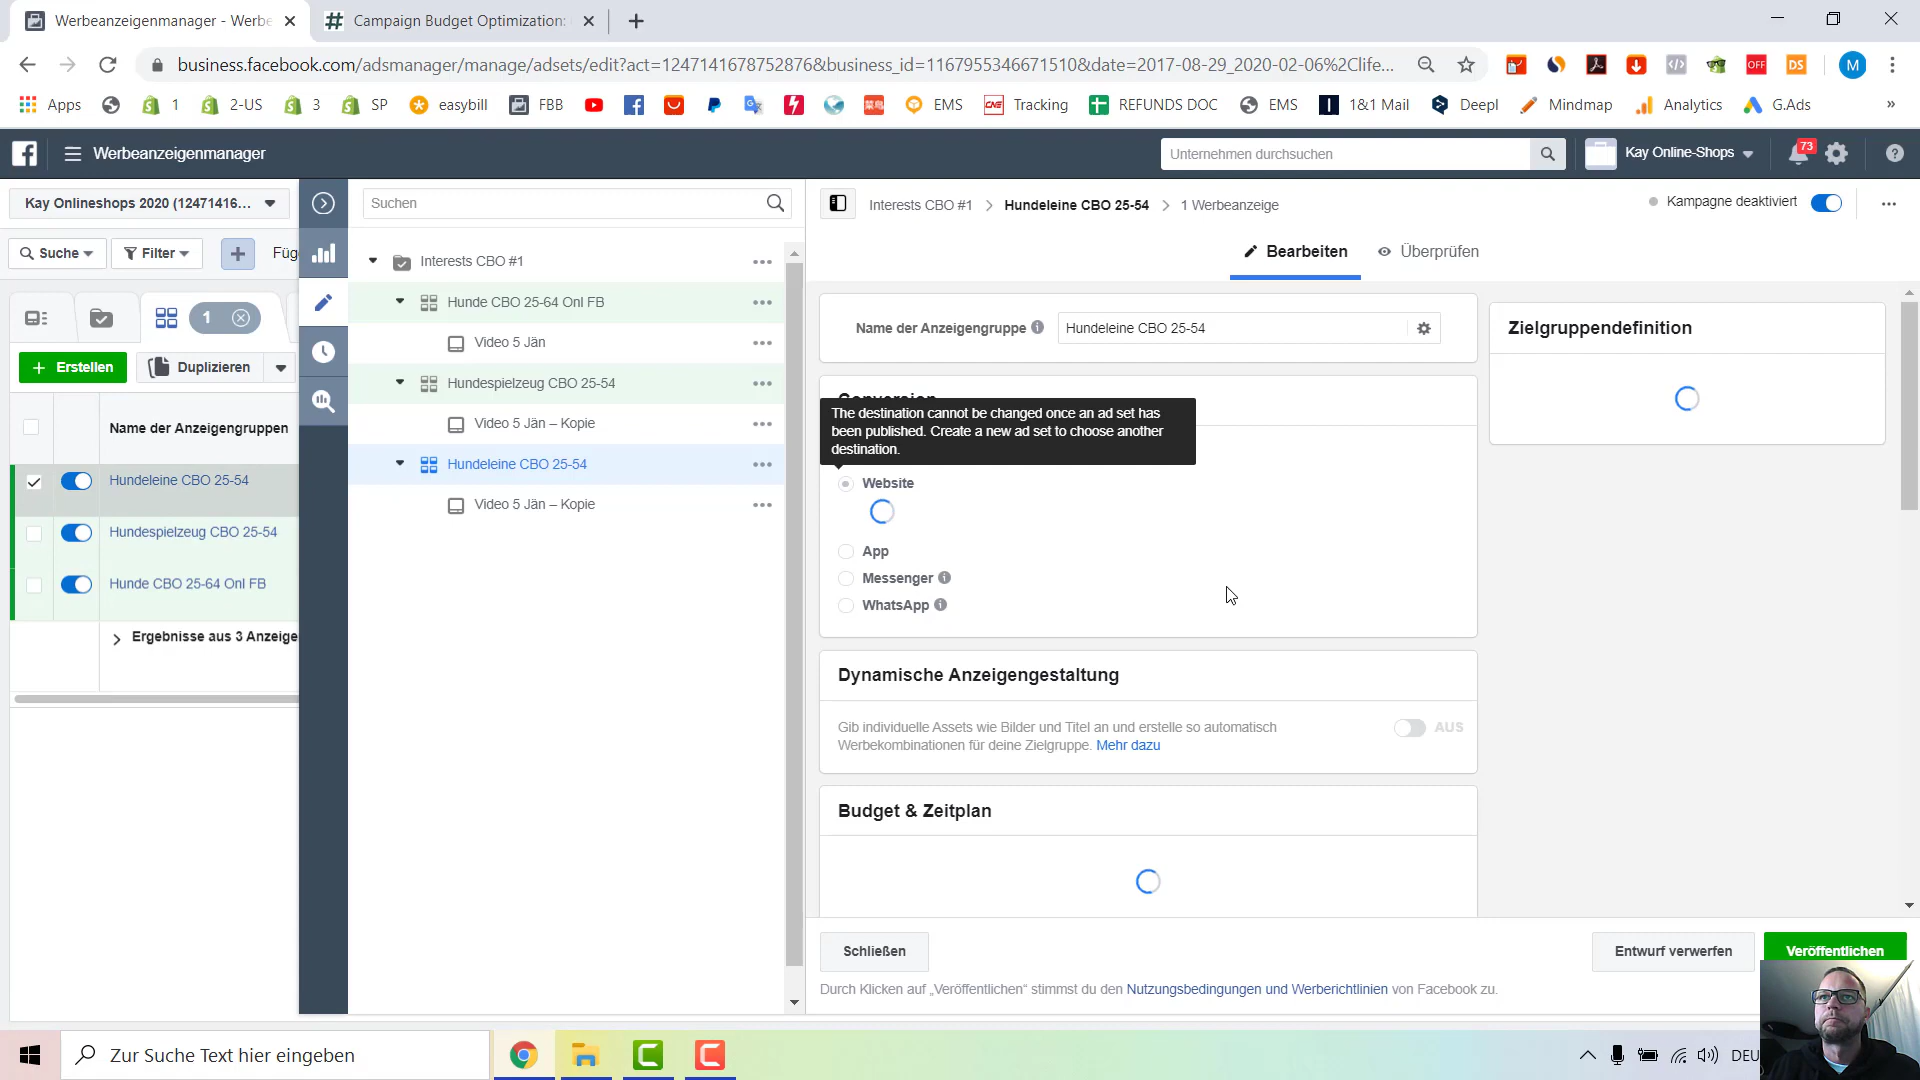 Werbeanzeigenmanager - Werbe
Campaign Budget Optimization:
business.facebook.com/adsmanager/manage/adsets/edit?act=1247141678752876&business_id=1167955346671510&date=2017-08-29_2020-02-06%2Clife...
OFF
DS
M
Apps
1
2-US
3
SP
easybill
FBB
EMS
CNE
Tracking
REFUNDS DOC
EMS
1&1 Mail
Deepl
Mindmap
Analytics
G.Ads
»
Werbeanzeigenmanager
Unternehmen durchsuchen
Kay Online-Shops
73
Kay Onlineshops 2020 (12471416...
Suchen
Interests CBO #1
Hundeleine CBO 25-54
1 Werbeanzeige
Kampagne deaktiviert
Suche
Filter
Füg
Bearbeiten
Überprüfen
Interests CBO #1
Hunde CBO 25-64 Onl FB
Video 5 Jän
Hundespielzeug CBO 25-54
Video 5 Jän – Kopie
Hundeleine CBO 25-54
Video 5 Jän – Kopie
1
Erstellen
Duplizieren
Name der Anzeigengruppen
Hundeleine CBO 25-54
Hundespielzeug CBO 25-54
Hunde CBO 25-64 Onl FB
Ergebnisse aus 3 Anzeige
Name der Anzeigengruppe
Hundeleine CBO 25-54
Zielgruppendefinition
Conversion
The destination cannot be changed once an ad set has
been published. Create a new ad set to choose another
destination.
Website
App
Messenger
WhatsApp
Dynamische Anzeigengestaltung
Gib individuelle Assets wie Bilder und Titel an und erstelle so automatisch
Werbekombinationen für deine Zielgruppe. Mehr dazu
AUS
Budget & Zeitplan
Schließen
Entwurf verwerfen
Veröffentlichen
Durch Klicken auf „Veröffentlichen“ stimmst du den Nutzungsbedingungen und Werberichtlinien von Facebook zu.
Zur Suche Text hier eingeben
DEU